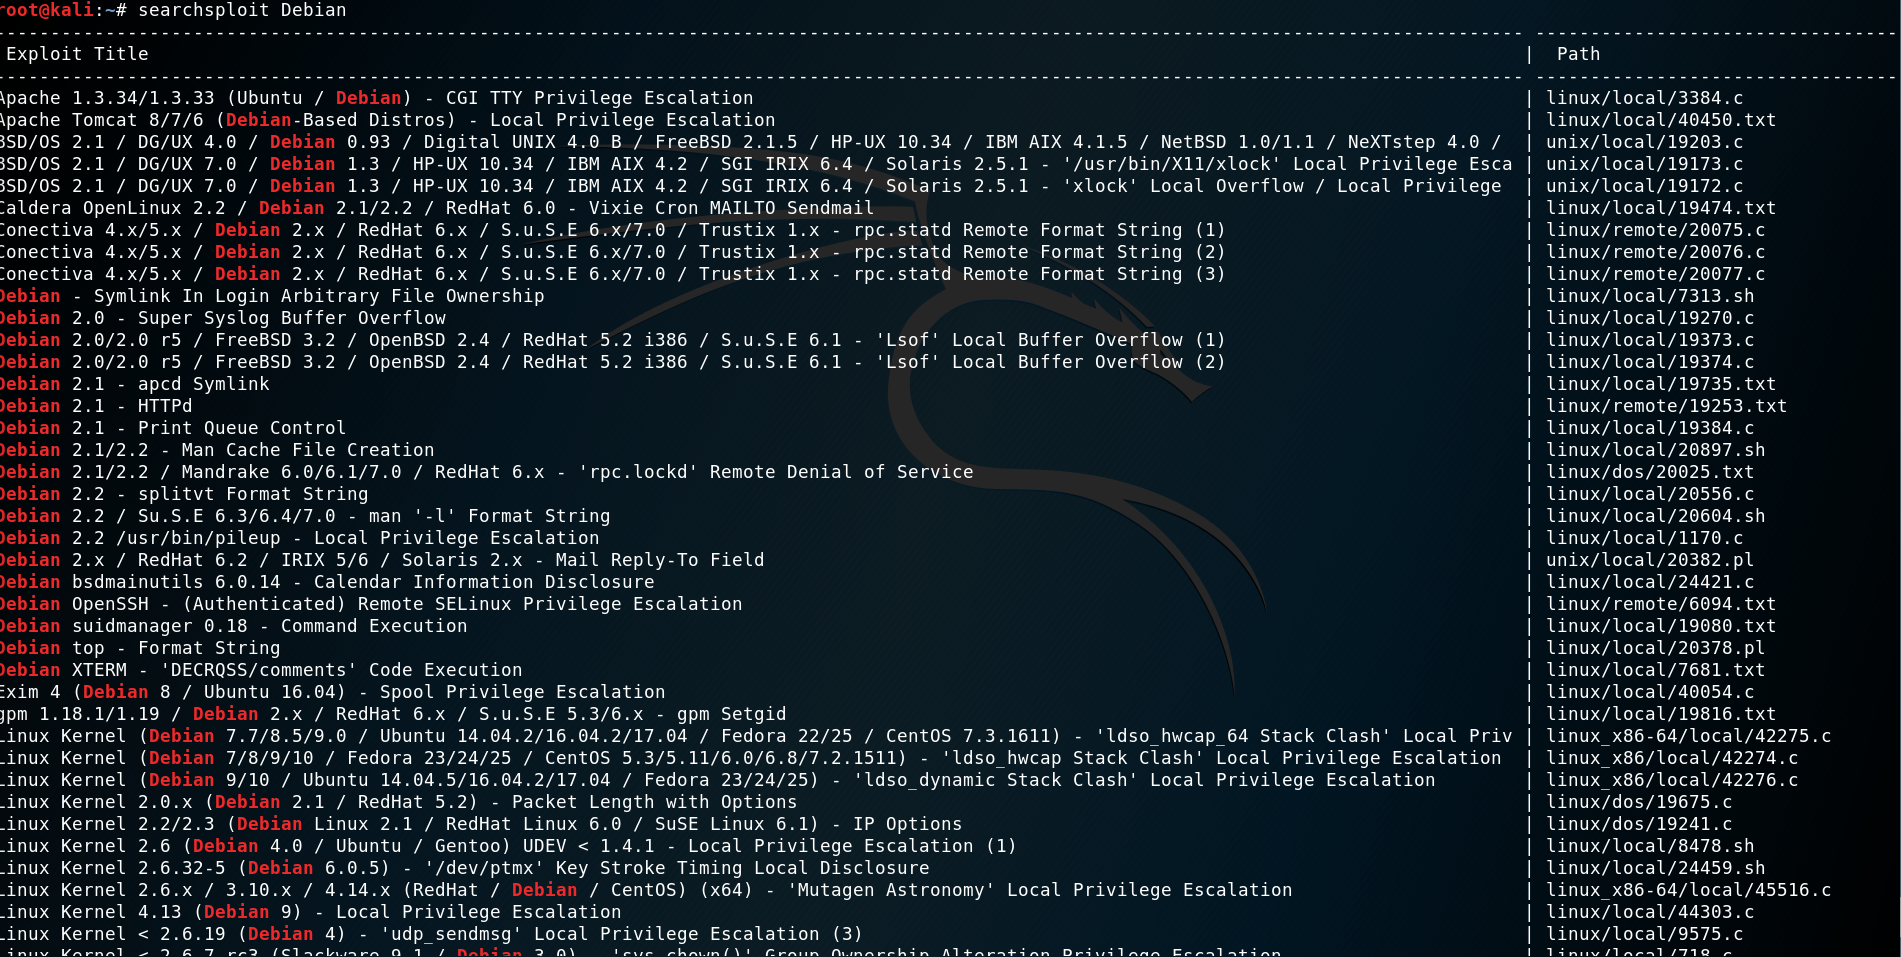 root@kali:~# searchsploit Debian
---------------------------------------------------------------------------------------------------------------------------------------- ---------------------------------
Exploit Title | Path
---------------------------------------------------------------------------------------------------------------------------------------- ---------------------------------
Apache 1.3.34/1.3.33 (Ubuntu / Debian) - CGI TTY Privilege Escalation | linux/local/3384.c
Apache Tomcat 8/7/6 (Debian-Based Distros) - Local Privilege Escalation | linux/local/40450.txt
BSD/OS 2.1 / DG/UX 4.0 / Debian 0.93 / Digital UNIX 4.0 B / FreeBSD 2.1.5 / HP-UX 10.34 / IBM AIX 4.1.5 / NetBSD 1.0/1.1 / NeXTstep 4.0 / | unix/local/19203.c
BSD/OS 2.1 / DG/UX 7.0 / Debian 1.3 / HP-UX 10.34 / IBM AIX 4.2 / SGI IRIX 6.4 / Solaris 2.5.1 - '/usr/bin/X11/xlock' Local Privilege Esca | unix/local/19173.c
BSD/OS 2.1 / DG/UX 7.0 / Debian 1.3 / HP-UX 10.34 / IBM AIX 4.2 / SGI IRIX 6.4 / Solaris 2.5.1 - 'xlock' Local Overflow / Local Privilege | unix/local/19172.c
Caldera OpenLinux 2.2 / Debian 2.1/2.2 / RedHat 6.0 - Vixie Cron MAILTO Sendmail | linux/local/19474.txt
Conectiva 4.x/5.x / Debian 2.x / RedHat 6.x / S.u.S.E 6.x/7.0 / Trustix 1.x - rpc.statd Remote Format String (1) | linux/remote/20075.c
Conectiva 4.x/5.x / Debian 2.x / RedHat 6.x / S.u.S.E 6.x/7.0 / Trustix 1.x - rpc.statd Remote Format String (2) | linux/remote/20076.c
Conectiva 4.x/5.x / Debian 2.x / RedHat 6.x / S.u.S.E 6.x/7.0 / Trustix 1.x - rpc.statd Remote Format String (3) | linux/remote/20077.c
Debian - Symlink In Login Arbitrary File Ownership | linux/local/7313.sh
Debian 2.0 - Super Syslog Buffer Overflow | linux/local/19270.c
Debian 2.0/2.0 r5 / FreeBSD 3.2 / OpenBSD 2.4 / RedHat 5.2 i386 / S.u.S.E 6.1 - 'Lsof' Local Buffer Overflow (1) | linux/local/19373.c
Debian 2.0/2.0 r5 / FreeBSD 3.2 / OpenBSD 2.4 / RedHat 5.2 i386 / S.u.S.E 6.1 - 'Lsof' Local Buffer Overflow (2) | linux/local/19374.c
Debian 2.1 - apcd Symlink | linux/local/19735.txt
Debian 2.1 - HTTPd | linux/remote/19253.txt
Debian 2.1 - Print Queue Control | linux/local/19384.c
Debian 2.1/2.2 - Man Cache File Creation | linux/local/20897.sh
Debian 2.1/2.2 / Mandrake 6.0/6.1/7.0 / RedHat 6.x - 'rpc.lockd' Remote Denial of Service | linux/dos/20025.txt
Debian 2.2 - splitvt Format String | linux/local/20556.c
Debian 2.2 / Su.S.E 6.3/6.4/7.0 - man '-l' Format String | linux/local/20604.sh
Debian 2.2 /usr/bin/pileup - Local Privilege Escalation | linux/local/1170.c
Debian 2.x / RedHat 6.2 / IRIX 5/6 / Solaris 2.x - Mail Reply-To Field | unix/local/20382.pl
Debian bsdmainutils 6.0.14 - Calendar Information Disclosure | linux/local/24421.c
Debian OpenSSH - (Authenticated) Remote SELinux Privilege Escalation | linux/remote/6094.txt
Debian suidmanager 0.18 - Command Execution | linux/local/19080.txt
Debian top - Format String | linux/local/20378.pl
Debian XTERM - 'DECRQSS/comments' Code Execution | linux/local/7681.txt
Exim 4 (Debian 8 / Ubuntu 16.04) - Spool Privilege Escalation | linux/local/40054.c
gpm 1.18.1/1.19 / Debian 2.x / RedHat 6.x / S.u.S.E 5.3/6.x - gpm Setgid | linux/local/19816.txt
Linux Kernel (Debian 7.7/8.5/9.0 / Ubuntu 14.04.2/16.04.2/17.04 / Fedora 22/25 / CentOS 7.3.1611) - 'ldso_hwcap_64 Stack Clash' Local Priv | linux_x86-64/local/42275.c
Linux Kernel (Debian 7/8/9/10 / Fedora 23/24/25 / CentOS 5.3/5.11/6.0/6.8/7.2.1511) - 'ldso_hwcap Stack Clash' Local Privilege Escalation | linux_x86/local/42274.c
Linux Kernel (Debian 9/10 / Ubuntu 14.04.5/16.04.2/17.04 / Fedora 23/24/25) - 'ldso_dynamic Stack Clash' Local Privilege Escalation | linux_x86/local/42276.c
Linux Kernel 2.0.x (Debian 2.1 / RedHat 5.2) - Packet Length with Options | linux/dos/19675.c
Linux Kernel 2.2/2.3 (Debian Linux 2.1 / RedHat Linux 6.0 / SuSE Linux 6.1) - IP Options | linux/dos/19241.c
Linux Kernel 2.6 (Debian 4.0 / Ubuntu / Gentoo) UDEV < 1.4.1 - Local Privilege Escalation (1) | linux/local/8478.sh
Linux Kernel 2.6.32-5 (Debian 6.0.5) - '/dev/ptmx' Key Stroke Timing Local Disclosure | linux/local/24459.sh
Linux Kernel 2.6.x / 3.10.x / 4.14.x (RedHat / Debian / CentOS) (x64) - 'Mutagen Astronomy' Local Privilege Escalation | linux_x86-64/local/45516.c
Linux Kernel 4.13 (Debian 9) - Local Privilege Escalation | linux/local/44303.c
Linux Kernel < 2.6.19 (Debian 4) - 'udp_sendmsg' Local Privilege Escalation (3) | linux/local/9575.c
Linux Kernel < 2.6.7-rc3 (Slackware 9.1 / Debian 3.0) - 'sys_chown()' Group Ownership Alteration Privilege Escalation | linux/local/718.c